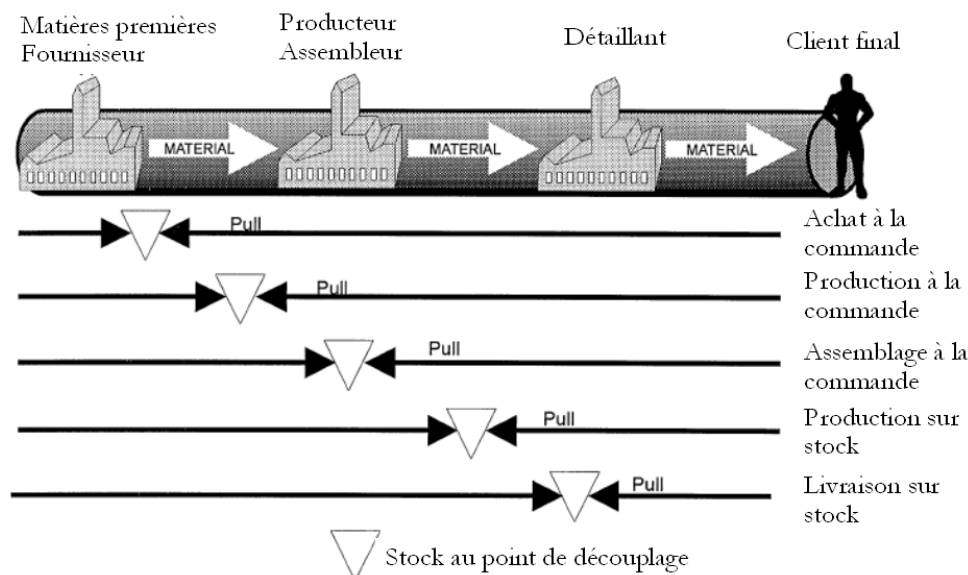 Matières premières
Fournisseur
Producteur
Assembleur
Détaillant
Client final
MATERIAL
MATERIAL
MATERIAL
Pull
Achat à la
commande
Pull
Production à la
commande
Pull
Assemblage à la
commande
Pull
Production sur
stock
Pull
Livraison sur
stock
Stock au point de découplage